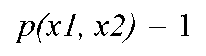 p(x1, x2) − 1